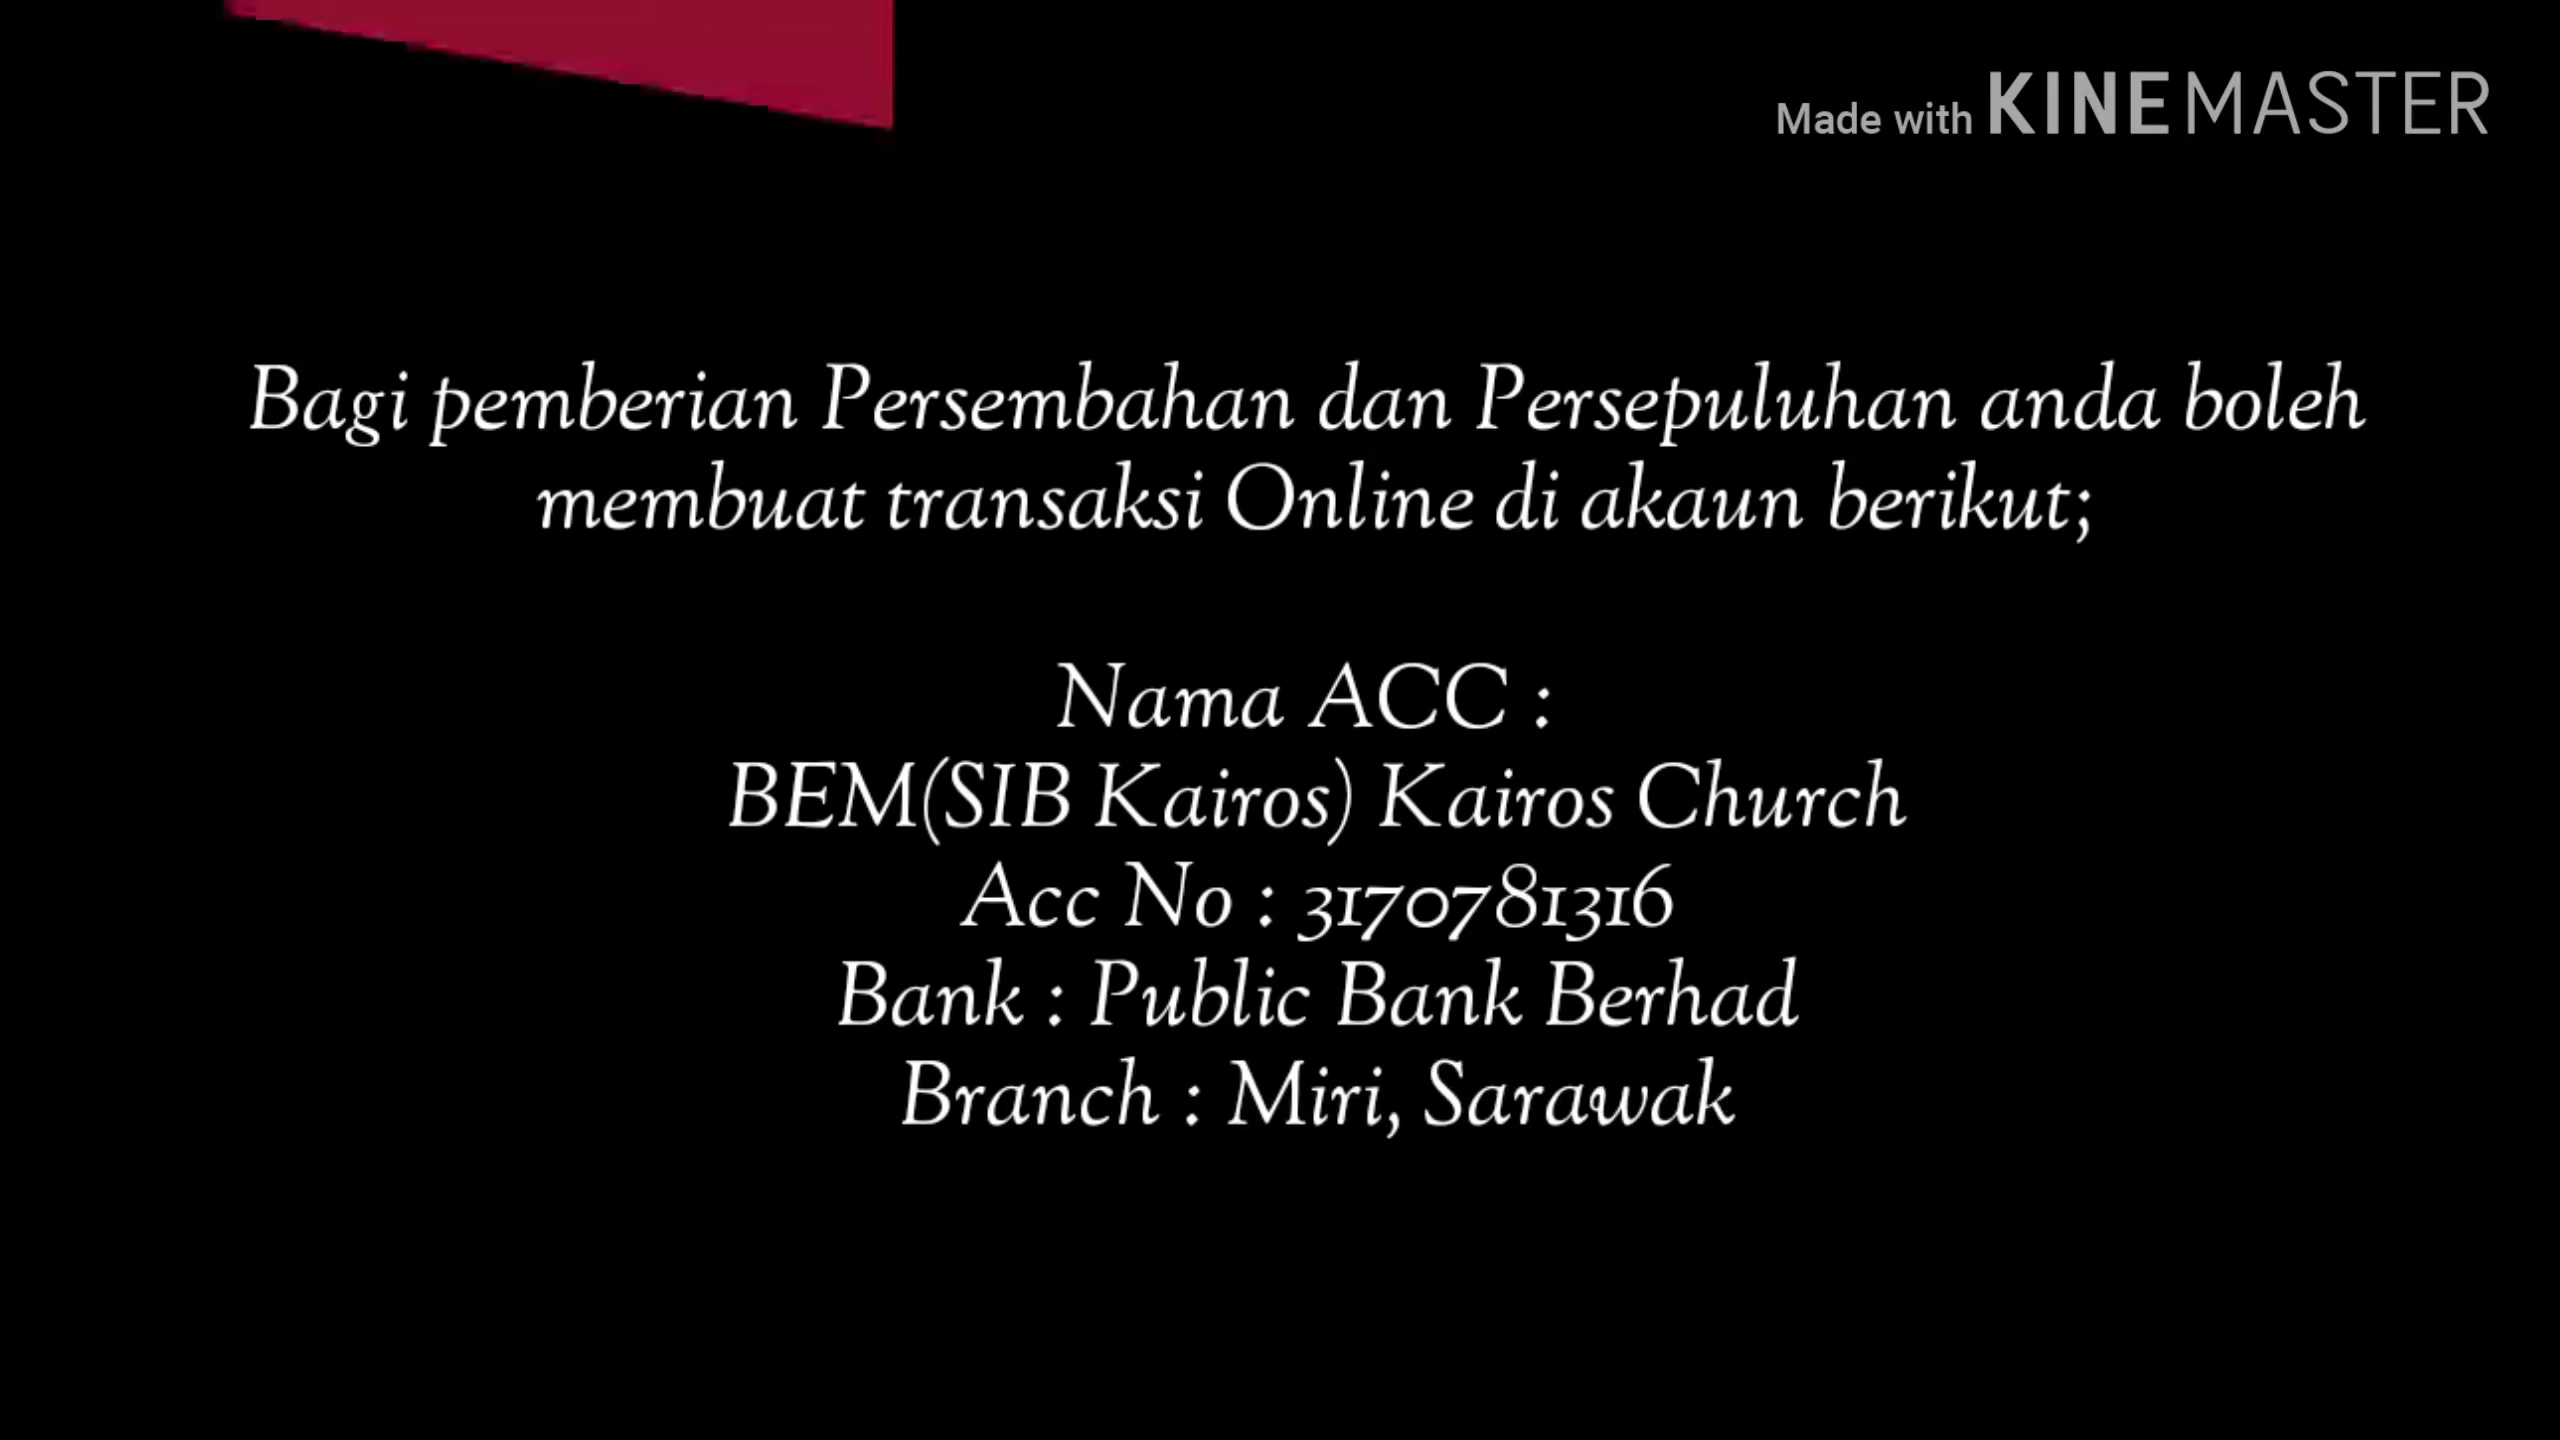 Made with KINEMASTER
Bagi pemberian Persembahan dan Persepuluhan anda boleh
membuat transaksi Online di akaun berikut;
Nama ACC :
BEM(SIB Kairos) Kairos Church
Acc No : 3170781316
Bank : Public Bank Berhad
Branch : Miri, Sarawak